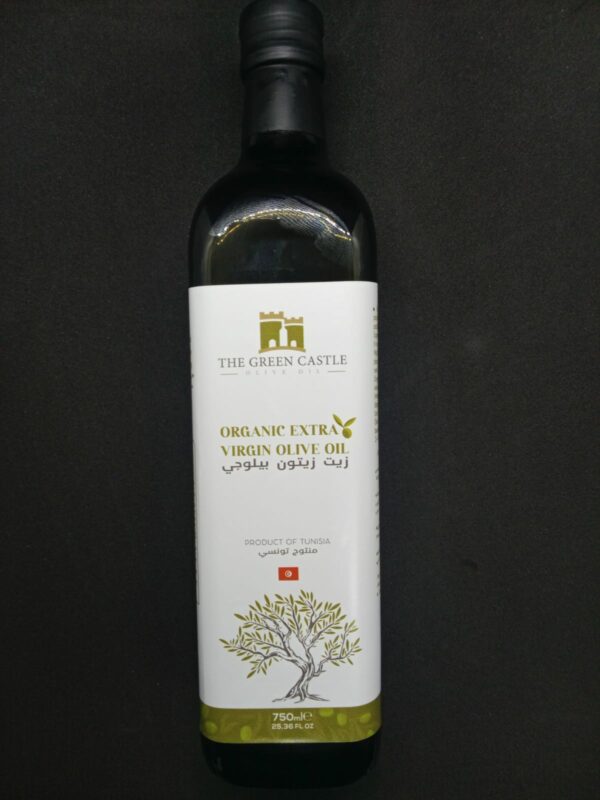 THE GREEN CASTLE
OLIVE OIL
ORGANIC EXTRA
VIRGIN OLIVE OIL
زيت زيتون بيلوجي
PRODUCT OF TUNISIA
منتوج تونسي
750ml℮
25.36 FL OZ